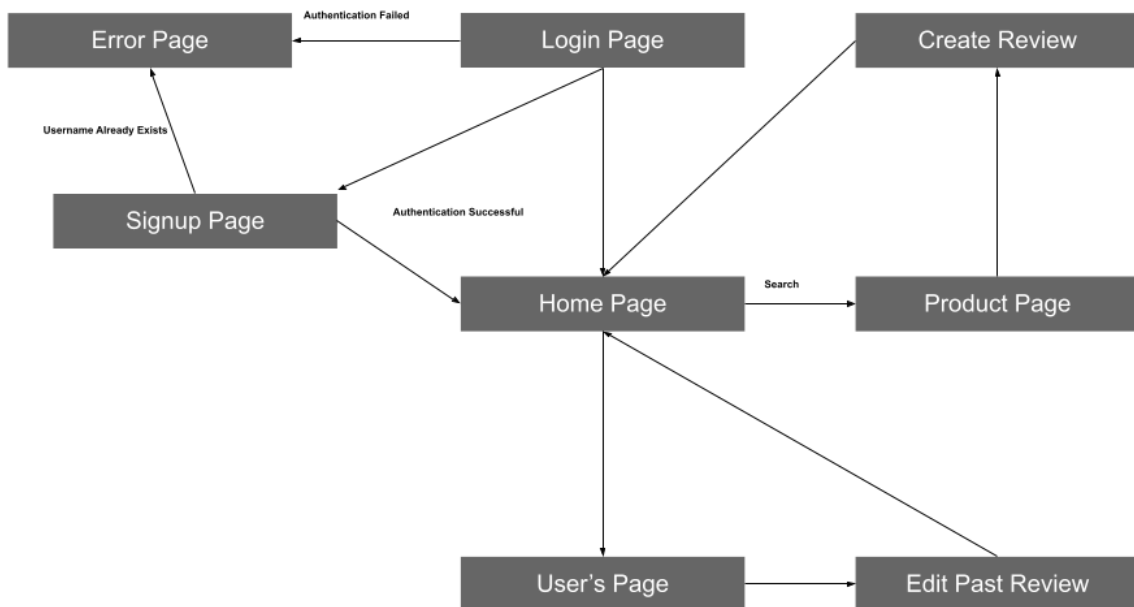 Authentication Failed
Error Page
Login Page
Create Review
Username Already Exists
Signup Page
Authentication Successful
Search
Home Page
Product Page
User’s Page
Edit Past Review